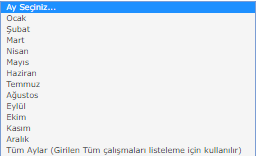 Ay Seçiniz...
Ocak
Şubat
Mart
Nisan
Mayıs
Haziran
Temmuz
Ağustos
Eylül
Ekim
Kasım
Aralık
Tüm Aylar (Girilen Tüm çalışmaları listeleme için kullanılır)